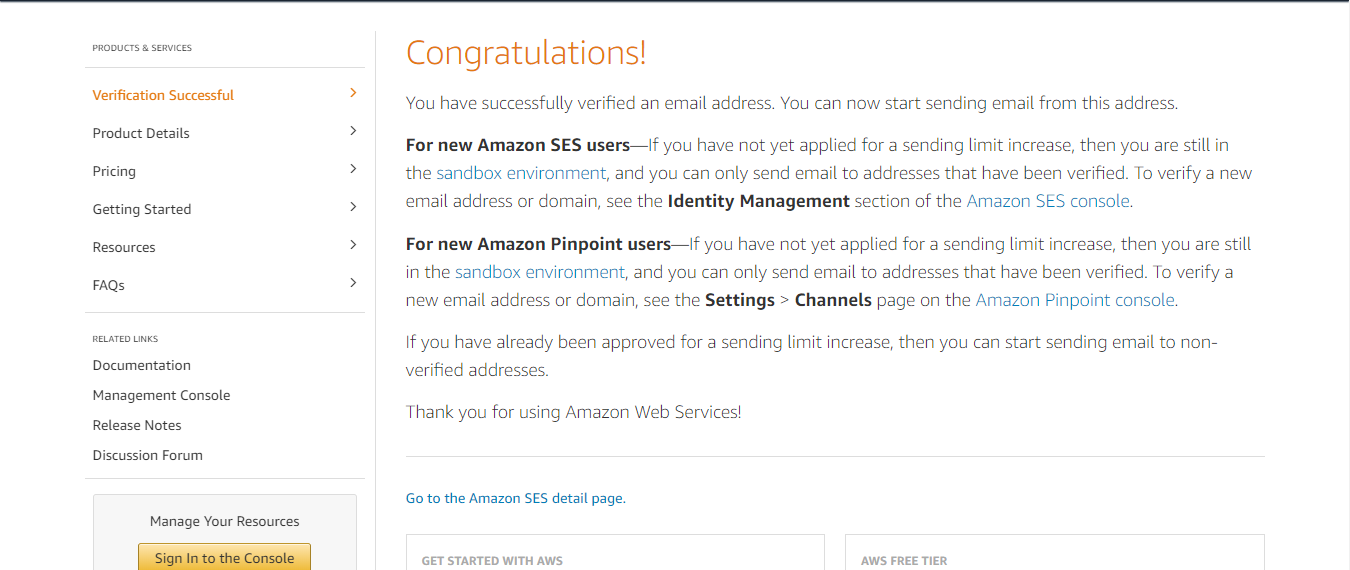 PRODUCTS & SERVICES
Verification Successful
Product Details
Pricing
Getting Started
Resources
FAQs
RELATED LINKS
Documentation
Management Console
Release Notes
Discussion Forum
Manage Your Resources
Sign In to the Console
Congratulations!
You have successfully verified an email address. You can now start sending email from this address.
For new Amazon SES users—If you have not yet applied for a sending limit increase, then you are still in
the sandbox environment, and you can only send email to addresses that have been verified. To verify a new
email address or domain, see the Identity Management section of the Amazon SES console.
For new Amazon Pinpoint users—If you have not yet applied for a sending limit increase, then you are still
in the sandbox environment, and you can only send email to addresses that have been verified. To verify a
new email address or domain, see the Settings > Channels page on the Amazon Pinpoint console.
If you have already been approved for a sending limit increase, then you can start sending email to non-
verified addresses.
Thank you for using Amazon Web Services!
Go to the Amazon SES detail page.
GET STARTED WITH AWS
AWS FREE TIER